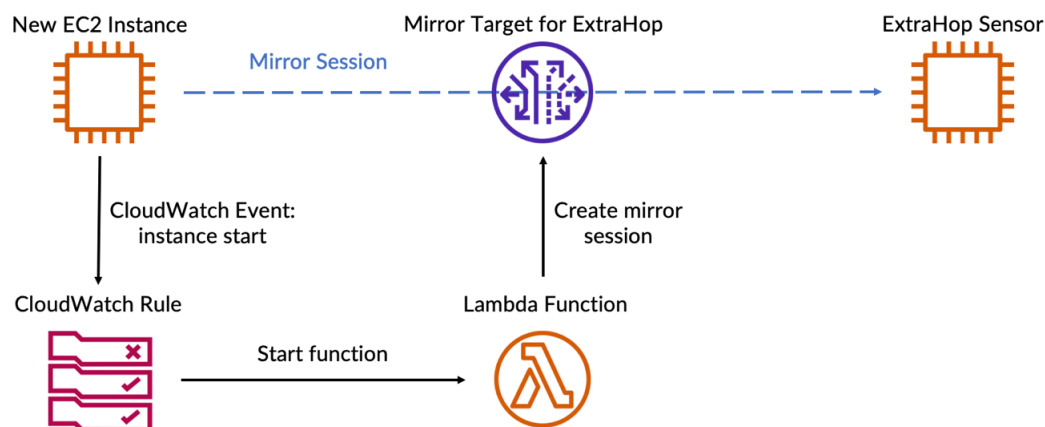 New EC2 Instance
Mirror Target for ExtraHop
ExtraHop Sensor
Mirror Session
CloudWatch Event:
instance start
Create mirror
session
CloudWatch Rule
Lambda Function
Start function